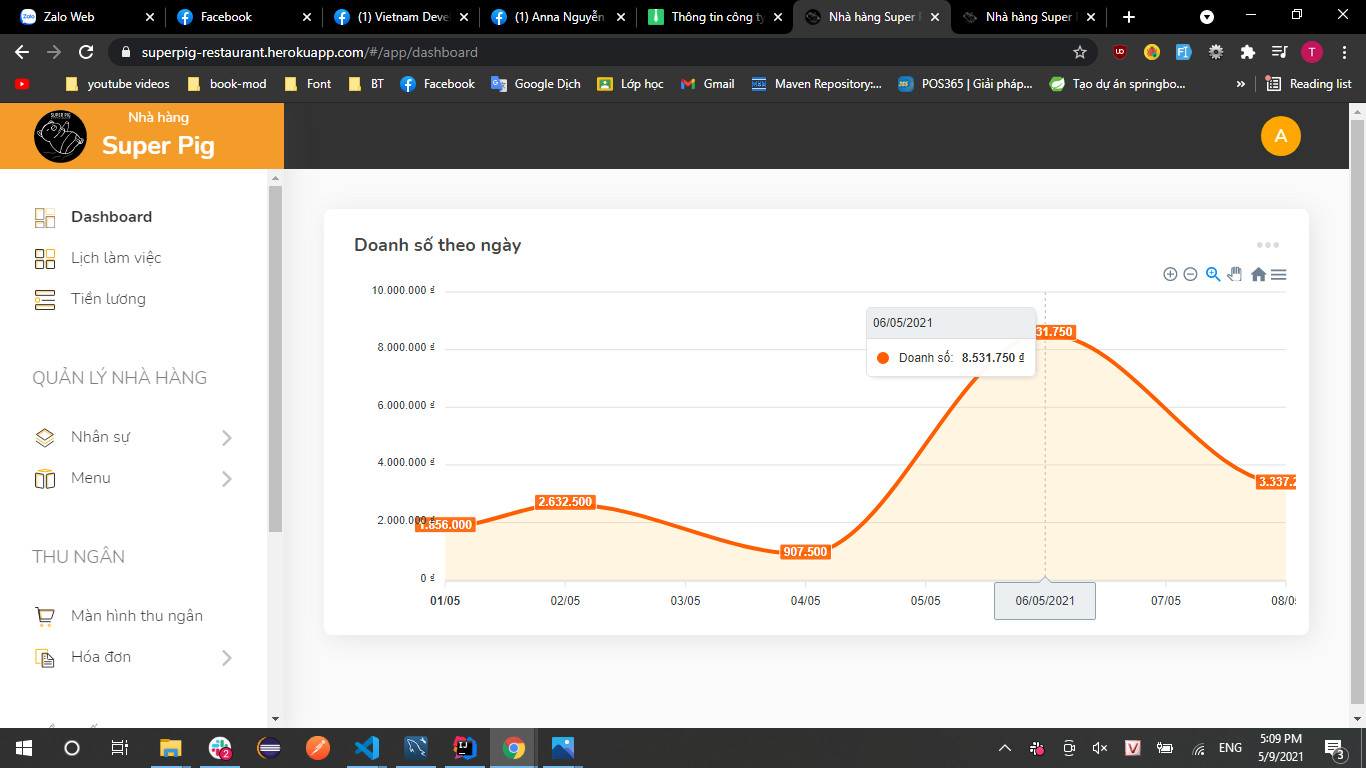 Zalo Web
Facebook
(1) Vietnam Deve
(1) Anna Nguyễn
Thông tin công ty
Nhà hàng Super
Nhà hàng Super
superpig-restaurant.herokuapp.com/#/app/dashboard
T
youtube videos
book-mod
Font
BT
Facebook
Google Dịch
Lớp học
Gmail
Maven Repository:...
POS365 | Giải pháp...
Tạo dự án springbo...
Reading list
SUPER PIG
Nhà hàng
Super Pig
A
Dashboard
Lịch làm việc
Tiền lương
QUẢN LÝ NHÀ HÀNG
Nhân sự
Menu
THU NGÂN
Màn hình thu ngân
Hóa đơn
Doanh số theo ngày
10.000.000 ₫
8.000.000 ₫
6.000.000 ₫
4.000.000 ₫
2.000.000 ₫
0 ₫
06/05/2021
Doanh số: 8.531.750 ₫
31.750
1.856.000
2.632.500
907.500
3.337.2
01/05
02/05
03/05
04/05
05/05
06/05/2021
07/05
08/05
2
ENG
5:09 PM
5/9/2021
3